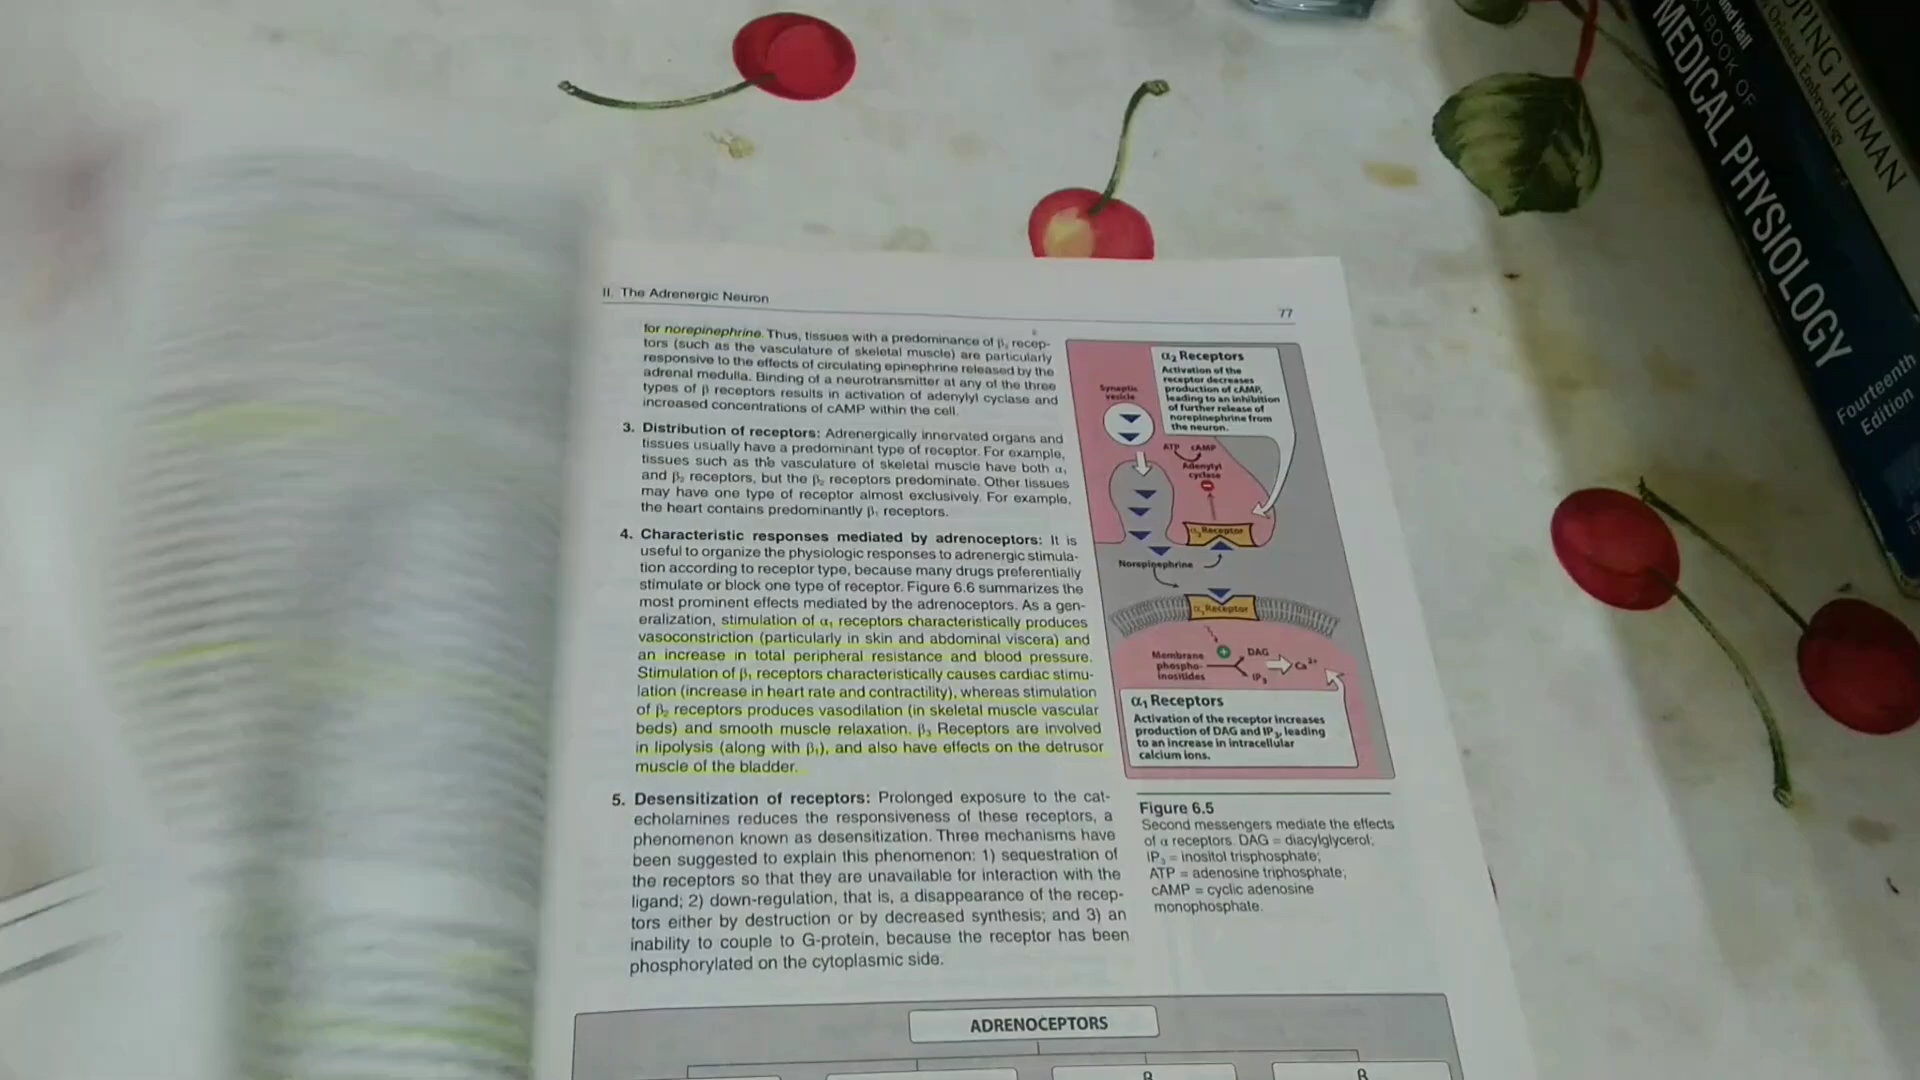 II. The Adrenergic Neuron
77
for norepinephrine. Thus, tissues with a predominance of β₂ recep-
tors (such as the vasculature of skeletal muscle) are particularly
responsive to the effects of circulating epinephrine released by the
adrenal medulla. Binding of a neurotransmitter at any of the three
types of β receptors results in activation of adenylyl cyclase and
increased concentrations of cAMP within the cell.
3. Distribution of receptors: Adrenergically innervated organs and
tissues usually have a predominant type of receptor. For example,
tissues such as the vasculature of skeletal muscle have both α₁
and β₂ receptors, but the β₂ receptors predominate. Other tissues
may have one type of receptor almost exclusively. For example,
the heart contains predominantly β₁ receptors.
4. Characteristic responses mediated by adrenoceptors: It is
useful to organize the physiologic responses to adrenergic stimula-
tion according to receptor type, because many drugs preferentially
stimulate or block one type of receptor. Figure 6.6 summarizes the
most prominent effects mediated by the adrenoceptors. As a gen-
eralization, stimulation of α₁ receptors characteristically produces
vasoconstriction (particularly in skin and abdominal viscera) and
an increase in total peripheral resistance and blood pressure.
Stimulation of β₁ receptors characteristically causes cardiac stimu-
lation (increase in heart rate and contractility), whereas stimulation
of β₂ receptors produces vasodilation (in skeletal muscle vascular
beds) and smooth muscle relaxation. β₃ Receptors are involved
in lipolysis (along with β₁), and also have effects on the detrusor
muscle of the bladder.
5. Desensitization of receptors: Prolonged exposure to the cat-
echolamines reduces the responsiveness of these receptors, a
phenomenon known as desensitization. Three mechanisms have
been suggested to explain this phenomenon: 1) sequestration of
the receptors so that they are unavailable for interaction with the
ligand; 2) down-regulation, that is, a disappearance of the recep-
tors either by destruction or by decreased synthesis; and 3) an
inability to couple to G-protein, because the receptor has been
phosphorylated on the cytoplasmic side.
α₂ Receptors
Activation of the
receptor decreases
production of cAMP,
leading to an inhibition
of further release of
norepinephrine from
the neuron.
Synaptic
vesicle
ATP cAMP
Adenylyl
cyclase
α₂ Receptor
Norepinephrine
α₁ Receptor
Membrane
phospho-
inositides
DAG
IP₃
Ca²⁺
α₁ Receptors
Activation of the receptor increases
production of DAG and IP₃, leading
to an increase in intracellular
calcium ions.
Figure 6.5
Second messengers mediate the effects
of α receptors. DAG = diacylglycerol;
IP₃ = inositol trisphosphate;
ATP = adenosine triphosphate;
cAMP = cyclic adenosine
monophosphate.
ADRENOCEPTORS
β
β
and Hall
TBOOK OF
MEDICAL PHYSIOLOGY
Fourteenth
Edition
OPING HUMAN
Oriented Embryology